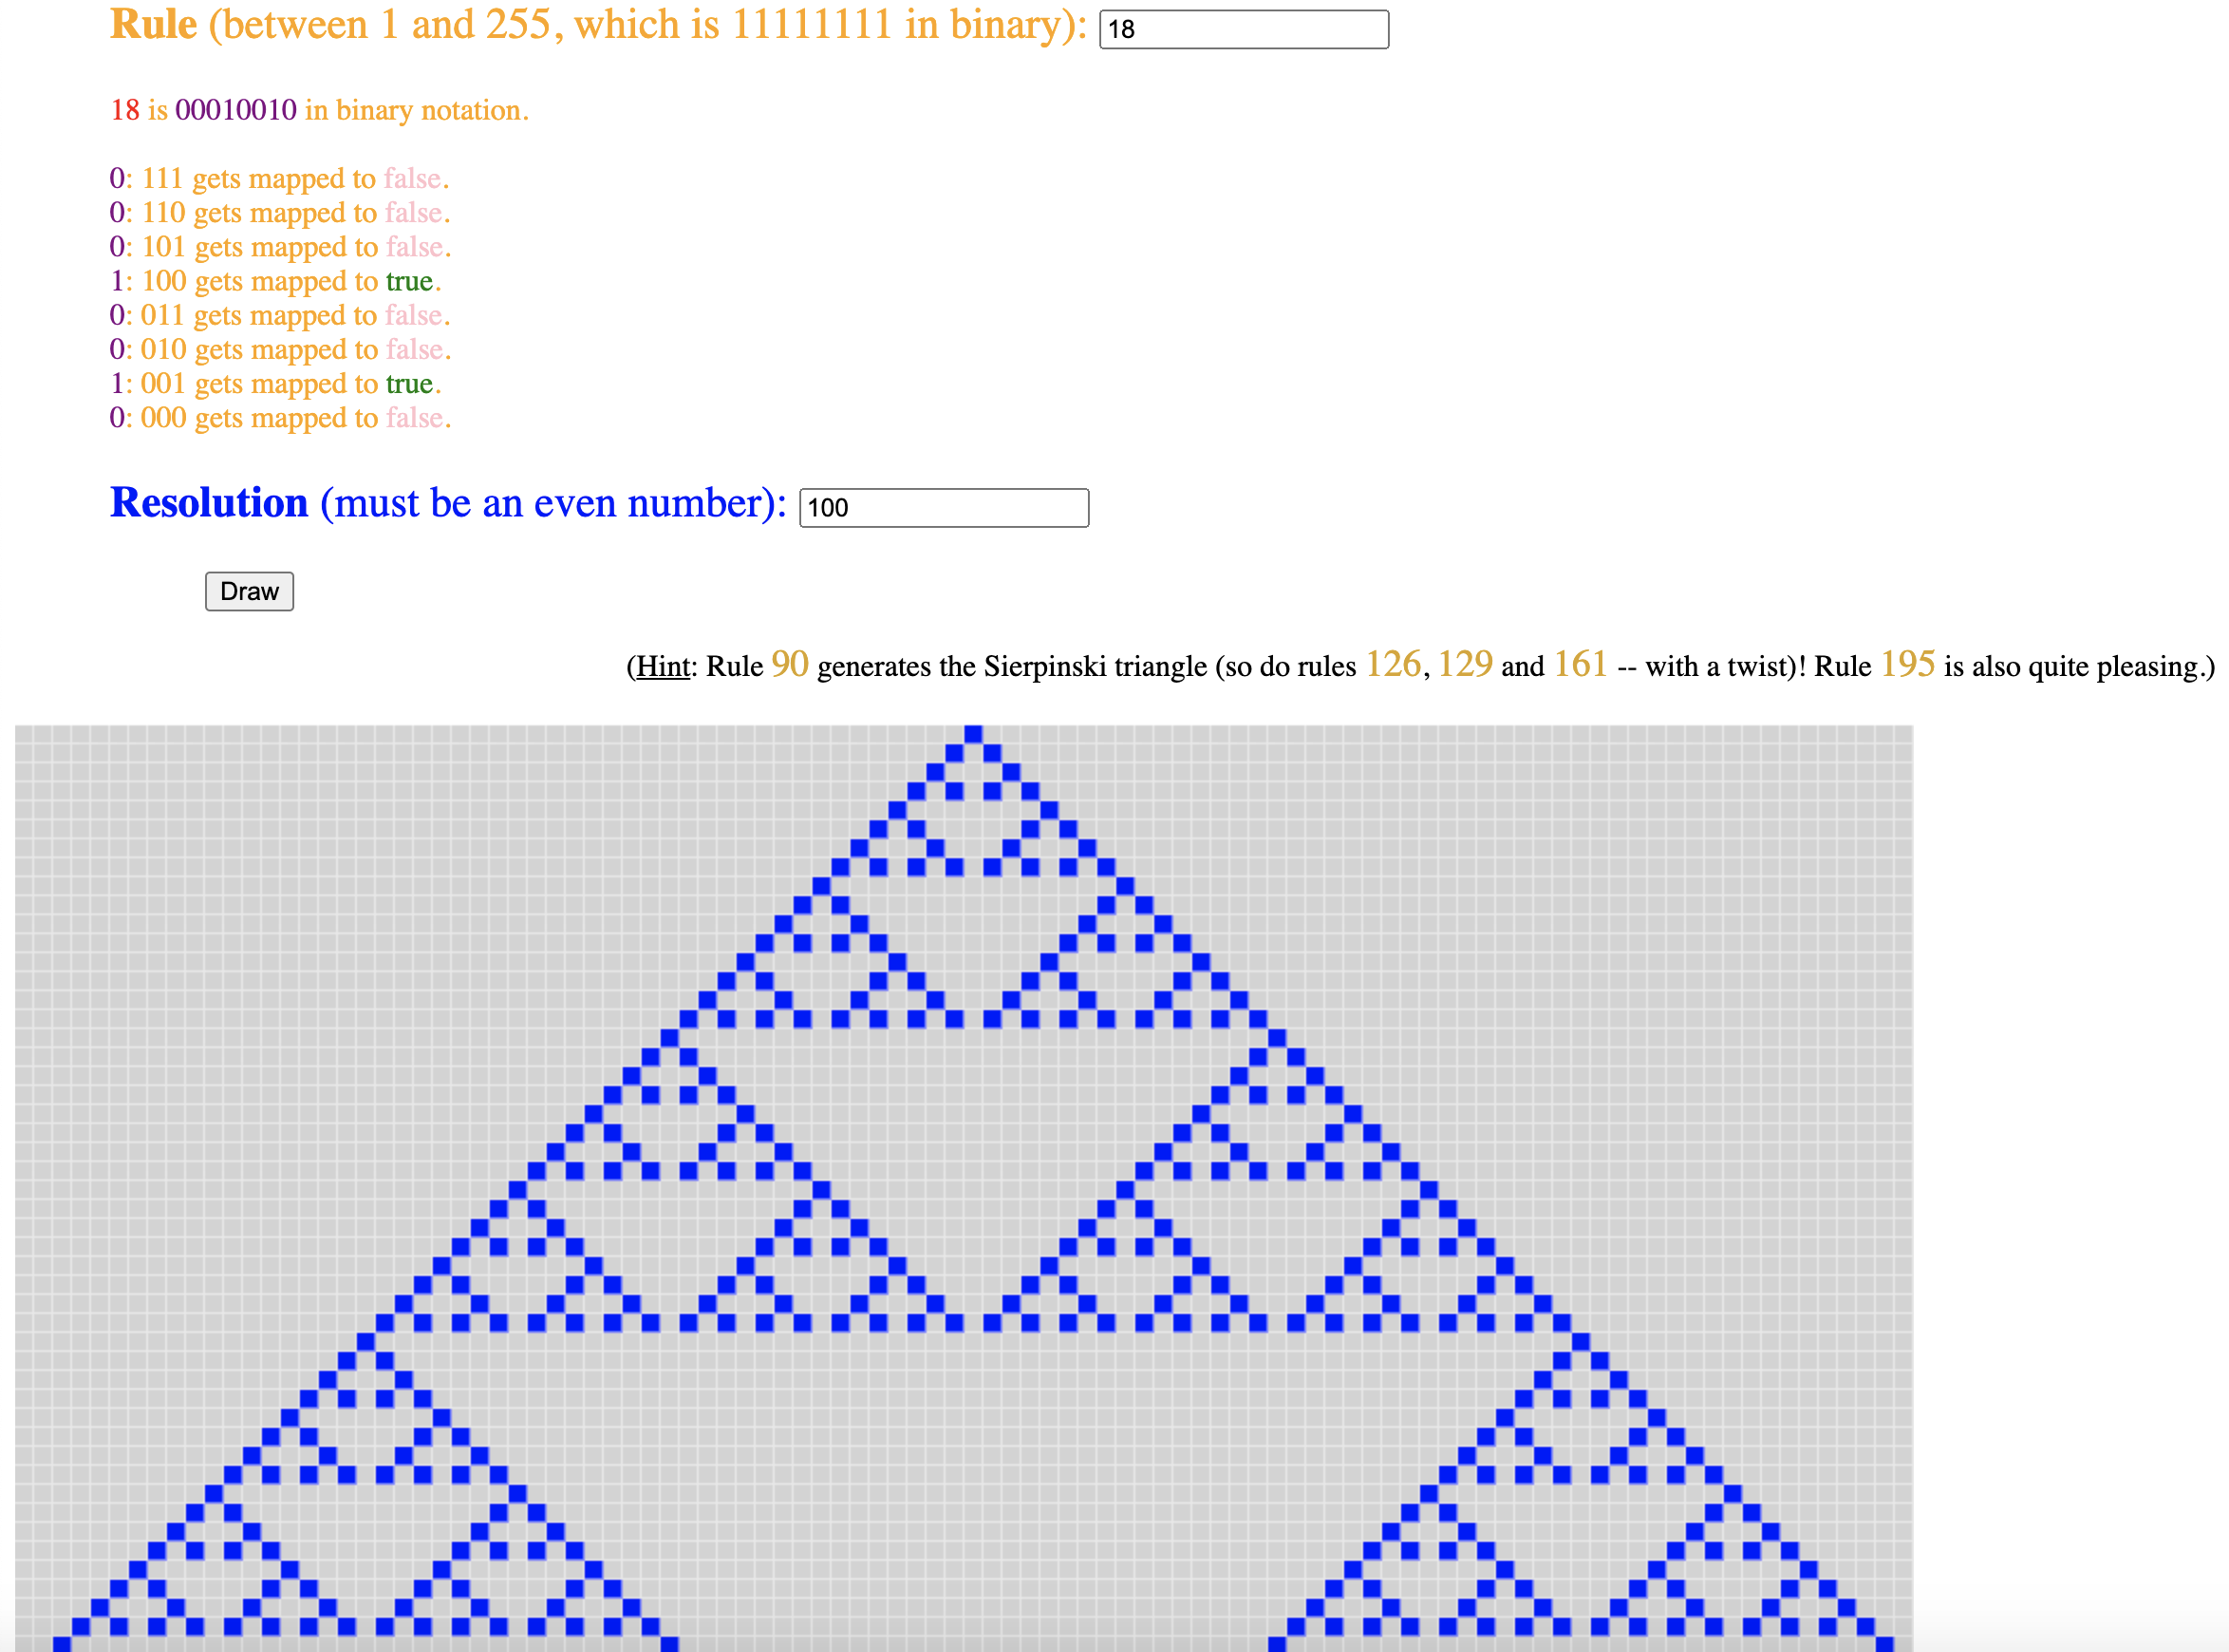 Rule (between 1 and 255, which is 11111111 in binary): 18
18 is 00010010 in binary notation.
0: 111 gets mapped to false.
0: 110 gets mapped to false.
0: 101 gets mapped to false.
1: 100 gets mapped to true.
0: 011 gets mapped to false.
0: 010 gets mapped to false.
1: 001 gets mapped to true.
0: 000 gets mapped to false.
Resolution (must be an even number): 100
Draw
(Hint: Rule 90 generates the Sierpinski triangle (so do rules 126, 129 and 161 -- with a twist)! Rule 195 is also quite pleasing.)